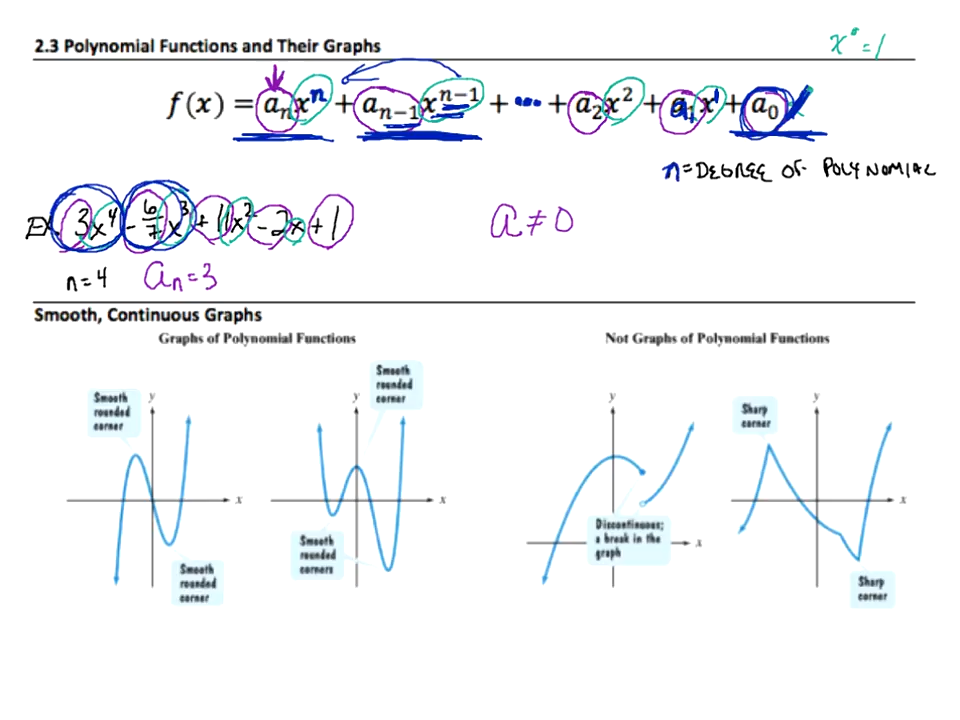 2.3 Polynomial Functions and Their Graphs
x⁰ = 1
f(x) = aₙxⁿ + aₙ₋₁xⁿ⁻¹ + ··· + a₂x² + a₁x¹ + a₀
n = DEGREE OF POLYNOMIAL
EX. 3x⁴ - 6/7 x³ + 11x² - 2x + 1
a ≠ 0
n = 4 aₙ = 3
Smooth, Continuous Graphs
Graphs of Polynomial Functions
Not Graphs of Polynomial Functions
Smooth
rounded
corner
y
x
Smooth
rounded
corner
Smooth
rounded
corner
y
x
Smooth
rounded
corners
y
x
Discontinuous;
a break in the
graph
Sharp
corner
y
x
Sharp
corner